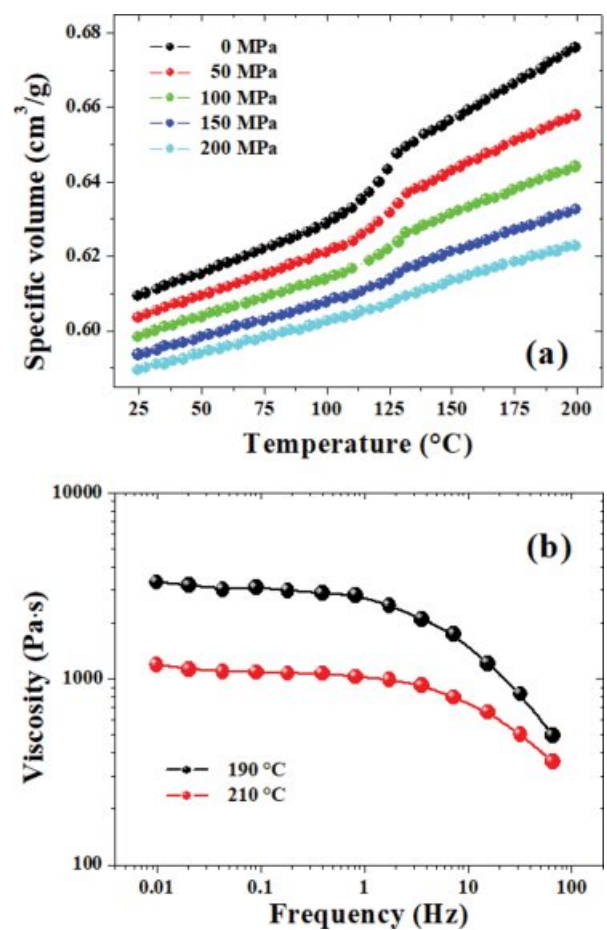 0.68
0.66
0.64
0.62
0.60
Specific volume (cm³/g)
0 MPa
50 MPa
100 MPa
150 MPa
200 MPa
(a)
25 50 75 100 125 150 175 200
Temperature (°C)
10000
1000
100
Viscosity (Pa·s)
(b)
190 °C
210 °C
0.01 0.1 1 10 100
Frequency (Hz)